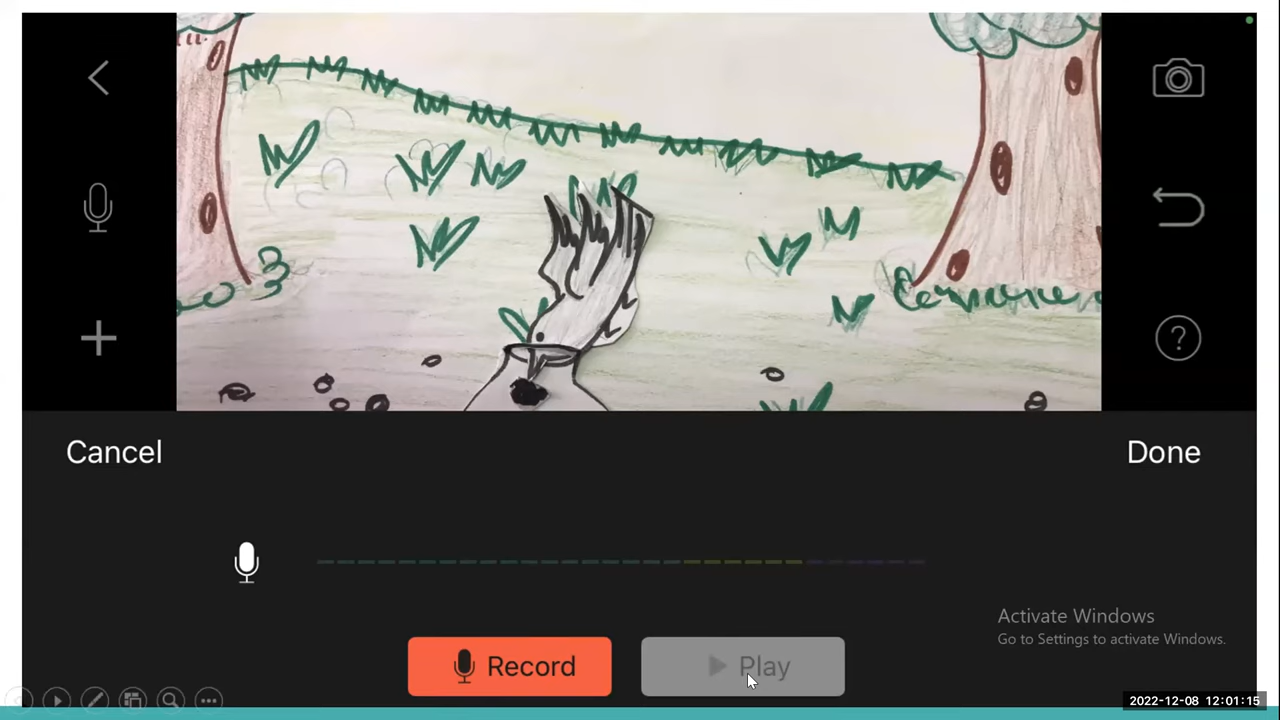 Cancel
Done
Record
Play
Activate Windows
Go to Settings to activate Windows.
2022-12-08 12:01:15